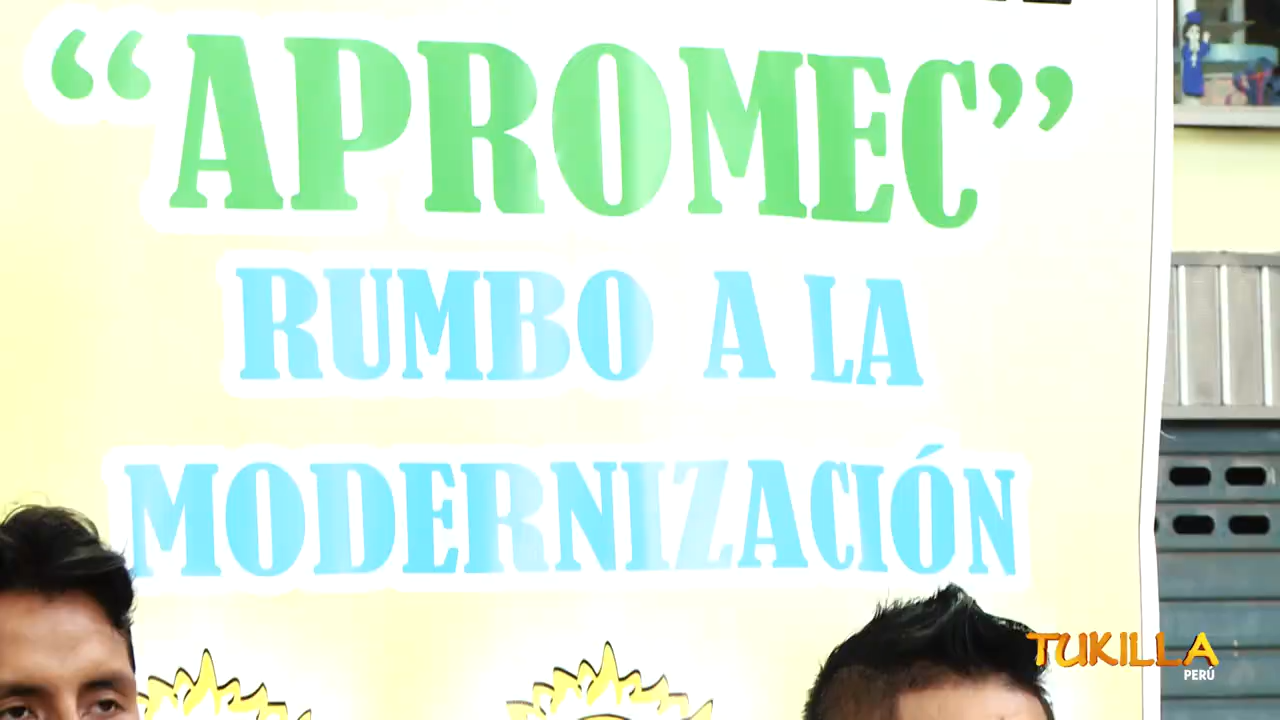 “APROMEC”
RUMBO A LA
MODERNIZACIÓN
TUKILLA
PERÚ